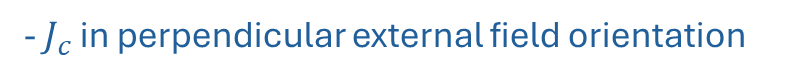 - J_c in perpendicular external field orientation